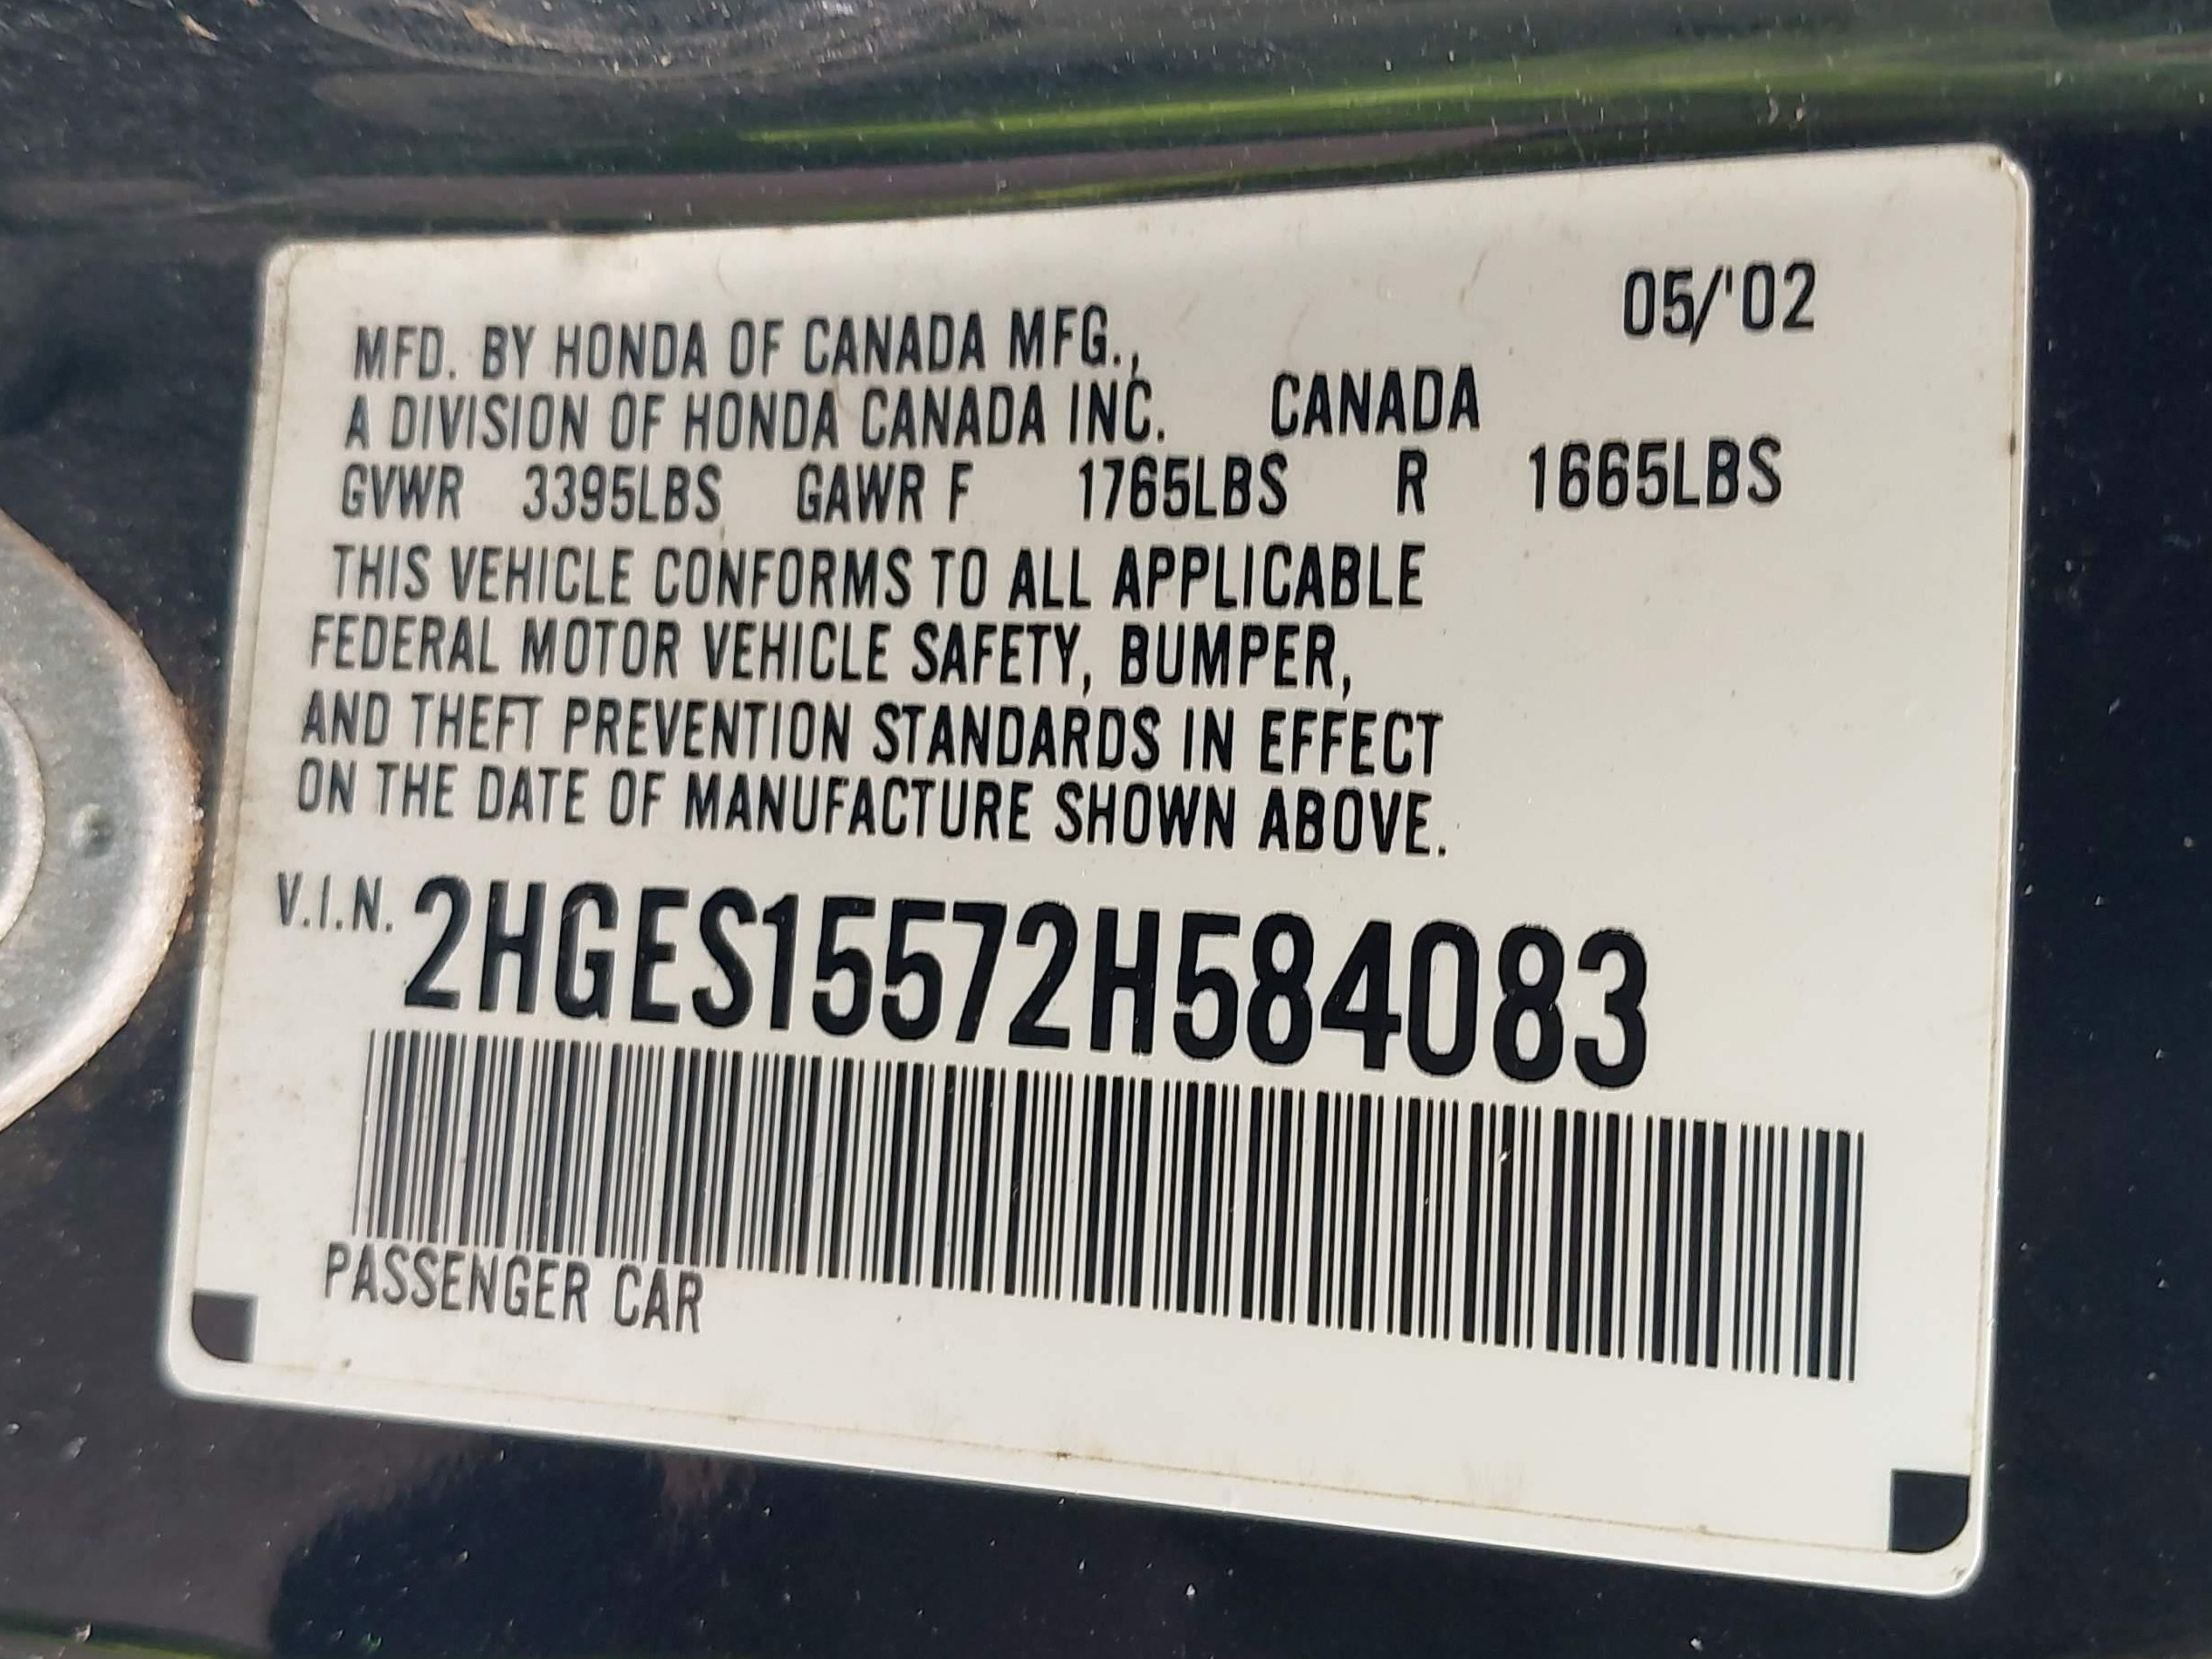 05/'02
MFD. BY HONDA OF CANADA MFG.,
A DIVISION OF HONDA CANADA INC. CANADA
GVWR 3395LBS GAWR F 1765LBS R 1665LBS
THIS VEHICLE CONFORMS TO ALL APPLICABLE
FEDERAL MOTOR VEHICLE SAFETY, BUMPER,
AND THEFT PREVENTION STANDARDS IN EFFECT
ON THE DATE OF MANUFACTURE SHOWN ABOVE.
V.I.N. 2HGES15572H584083
PASSENGER CAR